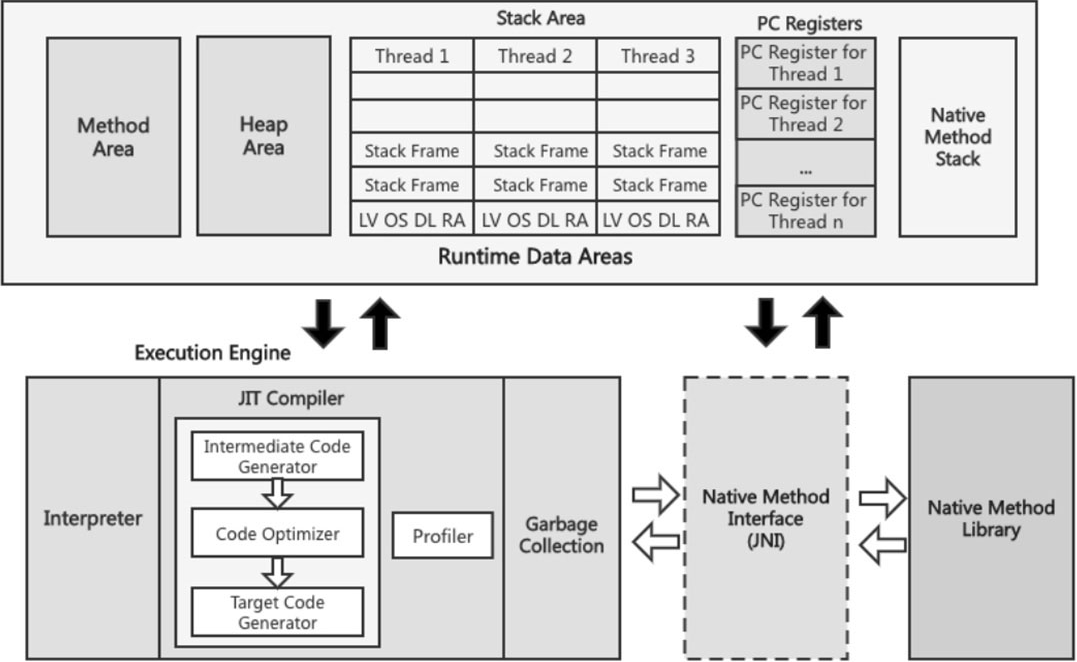 Stack Area
PC Registers
Method
Area
Heap
Area
Thread 1 Thread 2 Thread 3
Stack Frame Stack Frame Stack Frame
Stack Frame Stack Frame Stack Frame
LV OS DL RA LV OS DL RA LV OS DL RA
PC Register for
Thread 1
PC Register for
Thread 2
...
PC Register for
Thread n
Native
Method
Stack
Runtime Data Areas
Execution Engine
Interpreter
JIT Compiler
Intermediate Code
Generator
Code Optimizer
Target Code
Generator
Profiler
Garbage
Collection
Native Method
Interface
(JNI)
Native Method
Library